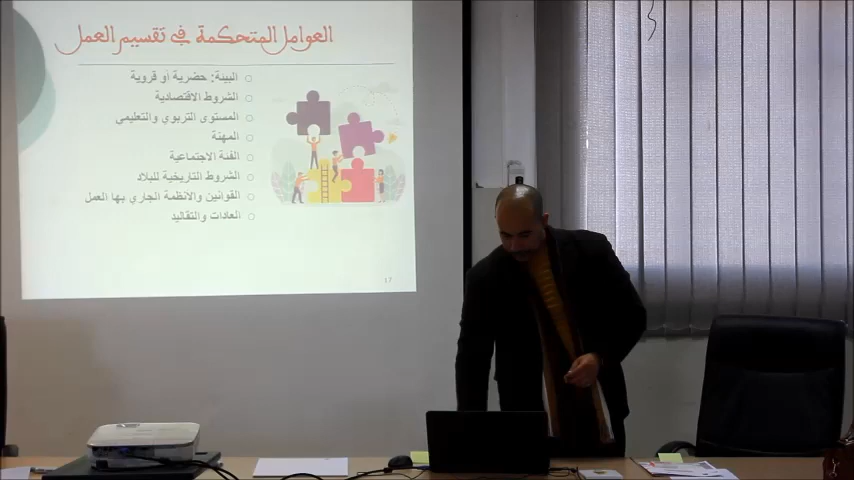 العوامل المتحكمة في تقسيم العمل
البيئة: حضرية أو قروية
الشروط الاقتصادية
المستوى التربوي والتعليمي
المهنة
الفئة الاجتماعية
الشروط التاريخية للبلاد
القوانين والانظمة الجاري بها العمل
العادات والتقاليد
17